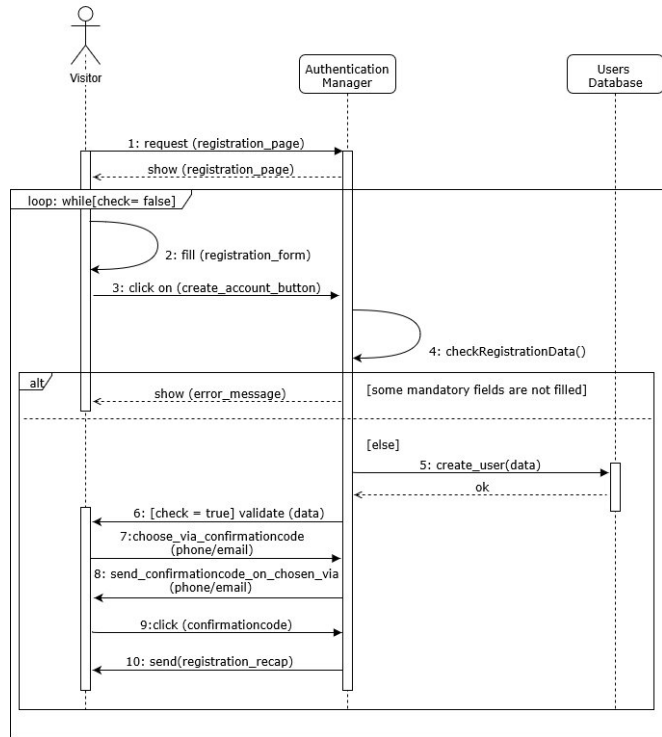 Visitor
Authentication
Manager
Users
Database
1: request (registration_page)
show (registration_page)
loop: while[check= false]
2: fill (registration_form)
3: click on (create_account_button)
4: checkRegistrationData()
alt
show (error_message)
[some mandatory fields are not filled]
[else]
5: create_user(data)
ok
6: [check = true] validate (data)
7:choose_via_confirmationcode
(phone/email)
8: send_confirmationcode_on_chosen_via
(phone/email)
9:click (confirmationcode)
10: send(registration_recap)